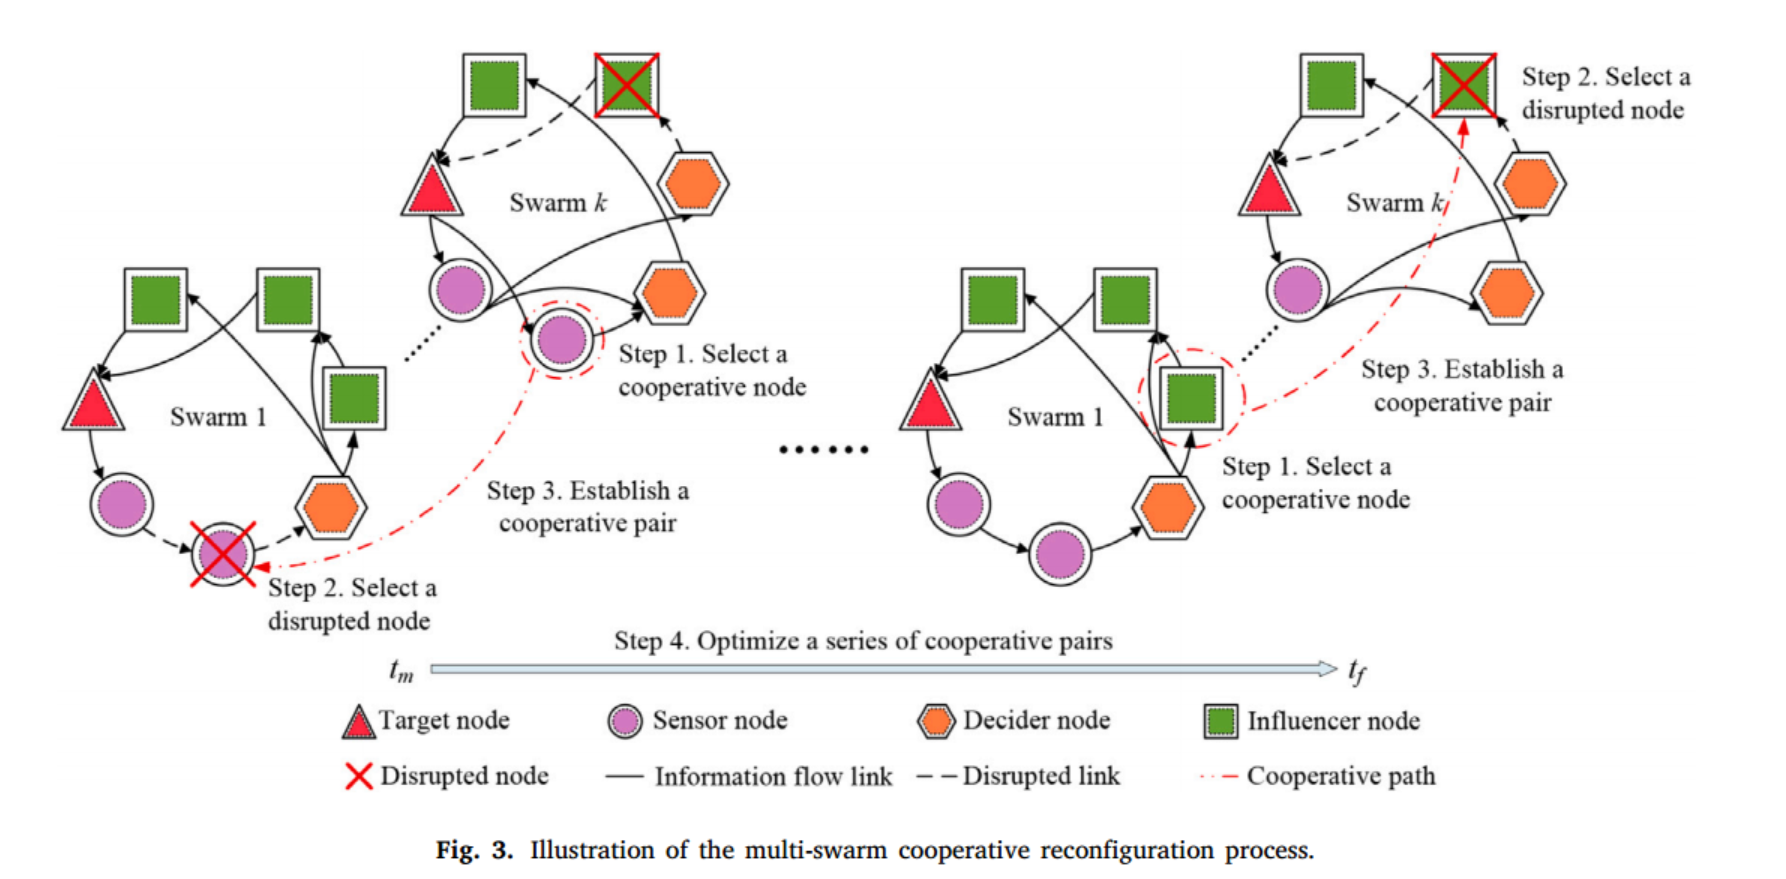 Step 2. Select a
disrupted node
Swarm k
Swarm k
Step 1. Select a
cooperative node
Step 3. Establish a
cooperative pair
Swarm 1
Swarm 1
Step 1. Select a
cooperative node
Step 3. Establish a
cooperative pair
Step 2. Select a
disrupted node
Step 4. Optimize a series of cooperative pairs
tm
tf
Target node
Sensor node
Decider node
Influencer node
Disrupted node
Information flow link
Disrupted link
Cooperative path
Fig. 3. Illustration of the multi-swarm cooperative reconfiguration process.